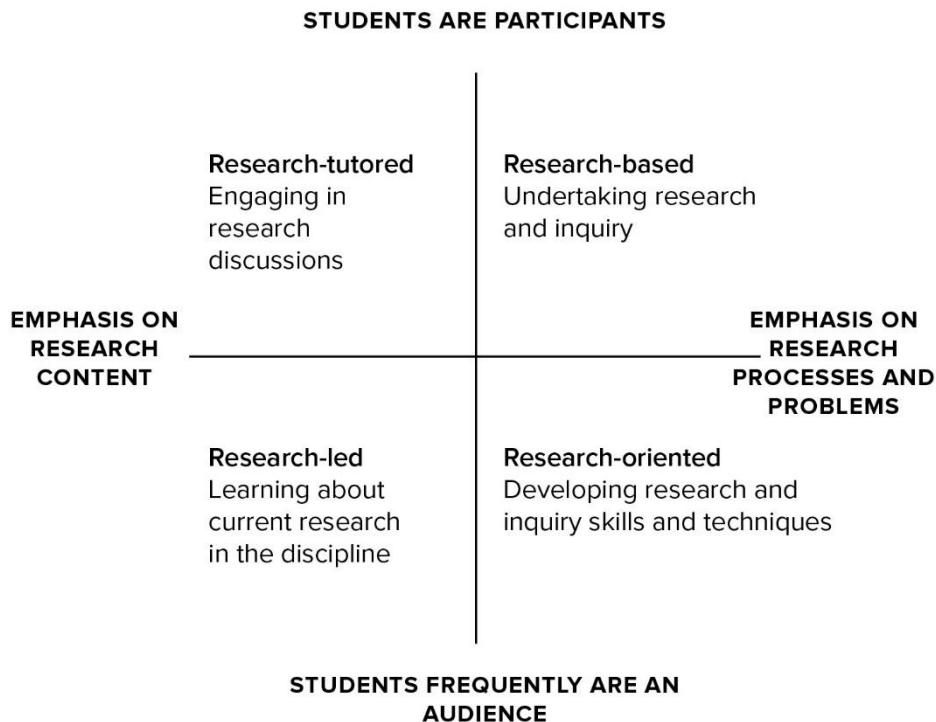 STUDENTS ARE PARTICIPANTS
Research-tutored
Engaging in
research
discussions
Research-based
Undertaking research
and inquiry
EMPHASIS ON
RESEARCH
CONTENT
EMPHASIS ON
RESEARCH
PROCESSES AND
PROBLEMS
Research-led
Learning about
current research
in the discipline
Research-oriented
Developing research and
inquiry skills and techniques
STUDENTS FREQUENTLY ARE AN
AUDIENCE